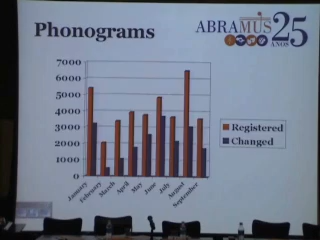 Phonograms
ABRAMUS 25
ANOS
7000
6000
5000
4000
3000
2000
1000
0
Registered
Changed
January
February
March
April
May
June
July
August
September